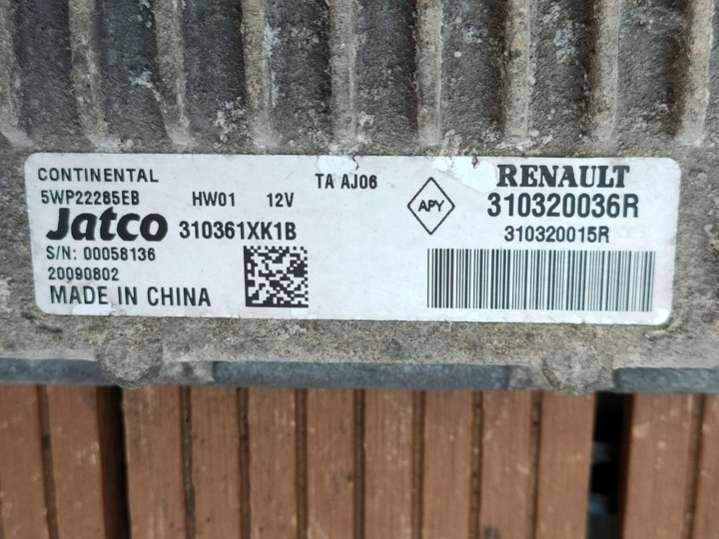 CONTINENTAL
5WP22285EB HW01 12V TA AJ06
Jatco 310361XK1B
S/N: 00058136
20090802
MADE IN CHINA
APY
RENAULT
310320036R
310320015R